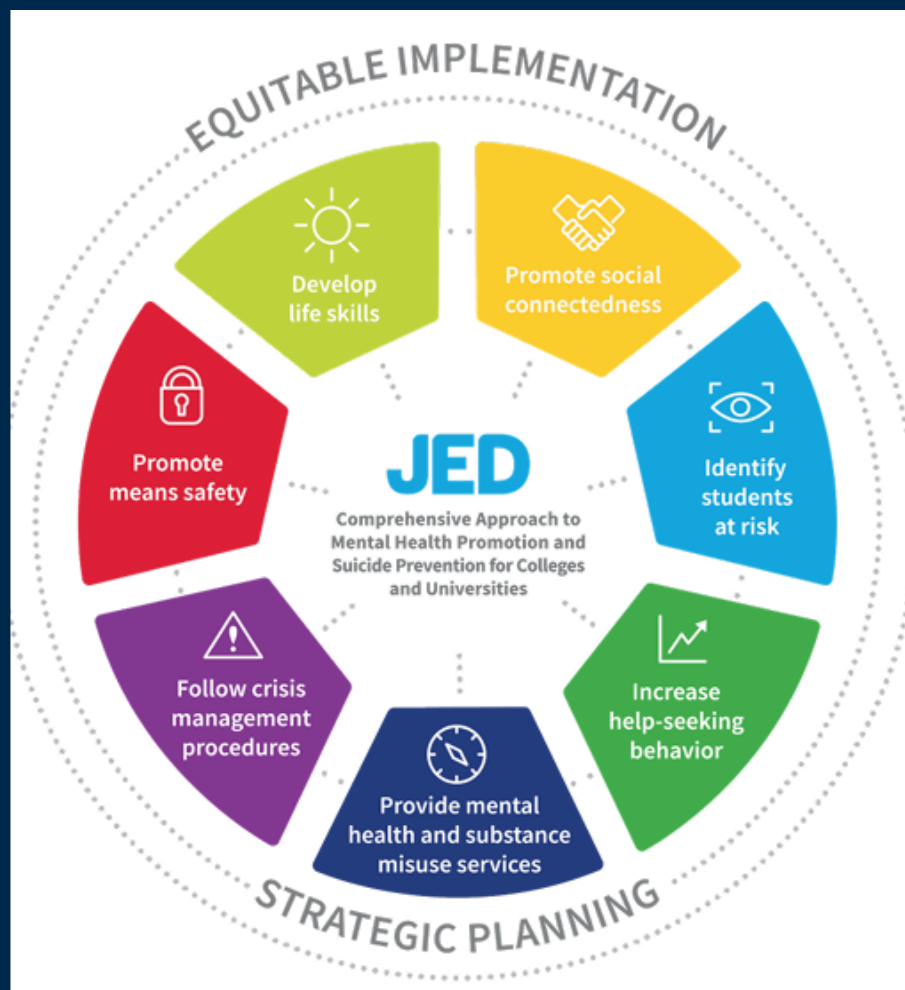 EQUITABLE IMPLEMENTATION
Develop
life skills
Promote social
connectedness
Promote
means safety
Identify
students
at risk
JED
Comprehensive Approach to
Mental Health Promotion and
Suicide Prevention for Colleges
and Universities
Follow crisis
management
procedures
Increase
help-seeking
behavior
Provide mental
health and substance
misuse services
STRATEGIC PLANNING